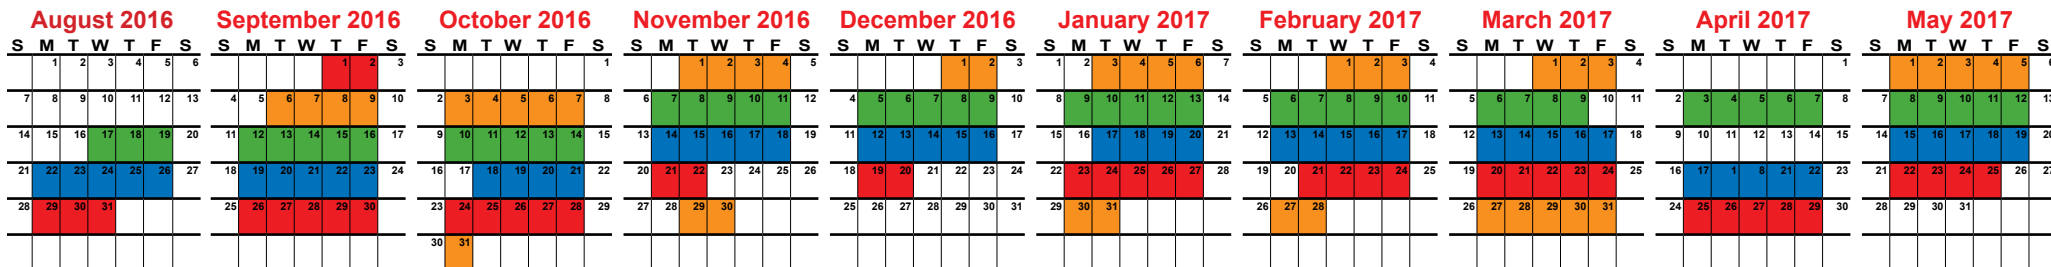 August 2016
S M T W T F S
1 2 3 4 5 6
7 8 9 10 11 12 13
14 15 16 17 18 19 20
21 22 23 24 25 26 27
28 29 30 31
September 2016
S M T W T F S
1 2 3
4 5 6 7 8 9 10
11 12 13 14 15 16 17
18 19 20 21 22 23 24
25 26 27 28 29 30
October 2016
S M T W T F S
1
2 3 4 5 6 7 8
9 10 11 12 13 14 15
16 17 18 19 20 21 22
23 24 25 26 27 28 29
30 31
November 2016
S M T W T F S
1 2 3 4 5
6 7 8 9 10 11 12
13 14 15 16 17 18 19
20 21 22 23 24 25 26
27 28 29 30
December 2016
S M T W T F S
1 2 3
4 5 6 7 8 9 10
11 12 13 14 15 16 17
18 19 20 21 22 23 24
25 26 27 28 29 30 31
January 2017
S M T W T F S
1 2 3 4 5 6 7
8 9 10 11 12 13 14
15 16 17 18 19 20 21
22 23 24 25 26 27 28
29 30 31
February 2017
S M T W T F S
1 2 3 4
5 6 7 8 9 10 11
12 13 14 15 16 17 18
19 20 21 22 23 24 25
26 27 28
March 2017
S M T W T F S
1 2 3 4
5 6 7 8 9 10 11
12 13 14 15 16 17 18
19 20 21 22 23 24 25
26 27 28 29 30 31
April 2017
S M T W T F S
1
2 3 4 5 6 7 8
9 10 11 12 13 14 15
16 17 1 8 21 22 23
24 25 26 27 28 29 30
May 2017
S M T W T F S
1 2 3 4 5 6
7 8 9 10 11 12 13
14 15 16 17 18 19 20
21 22 23 24 25 26 27
28 29 30 31